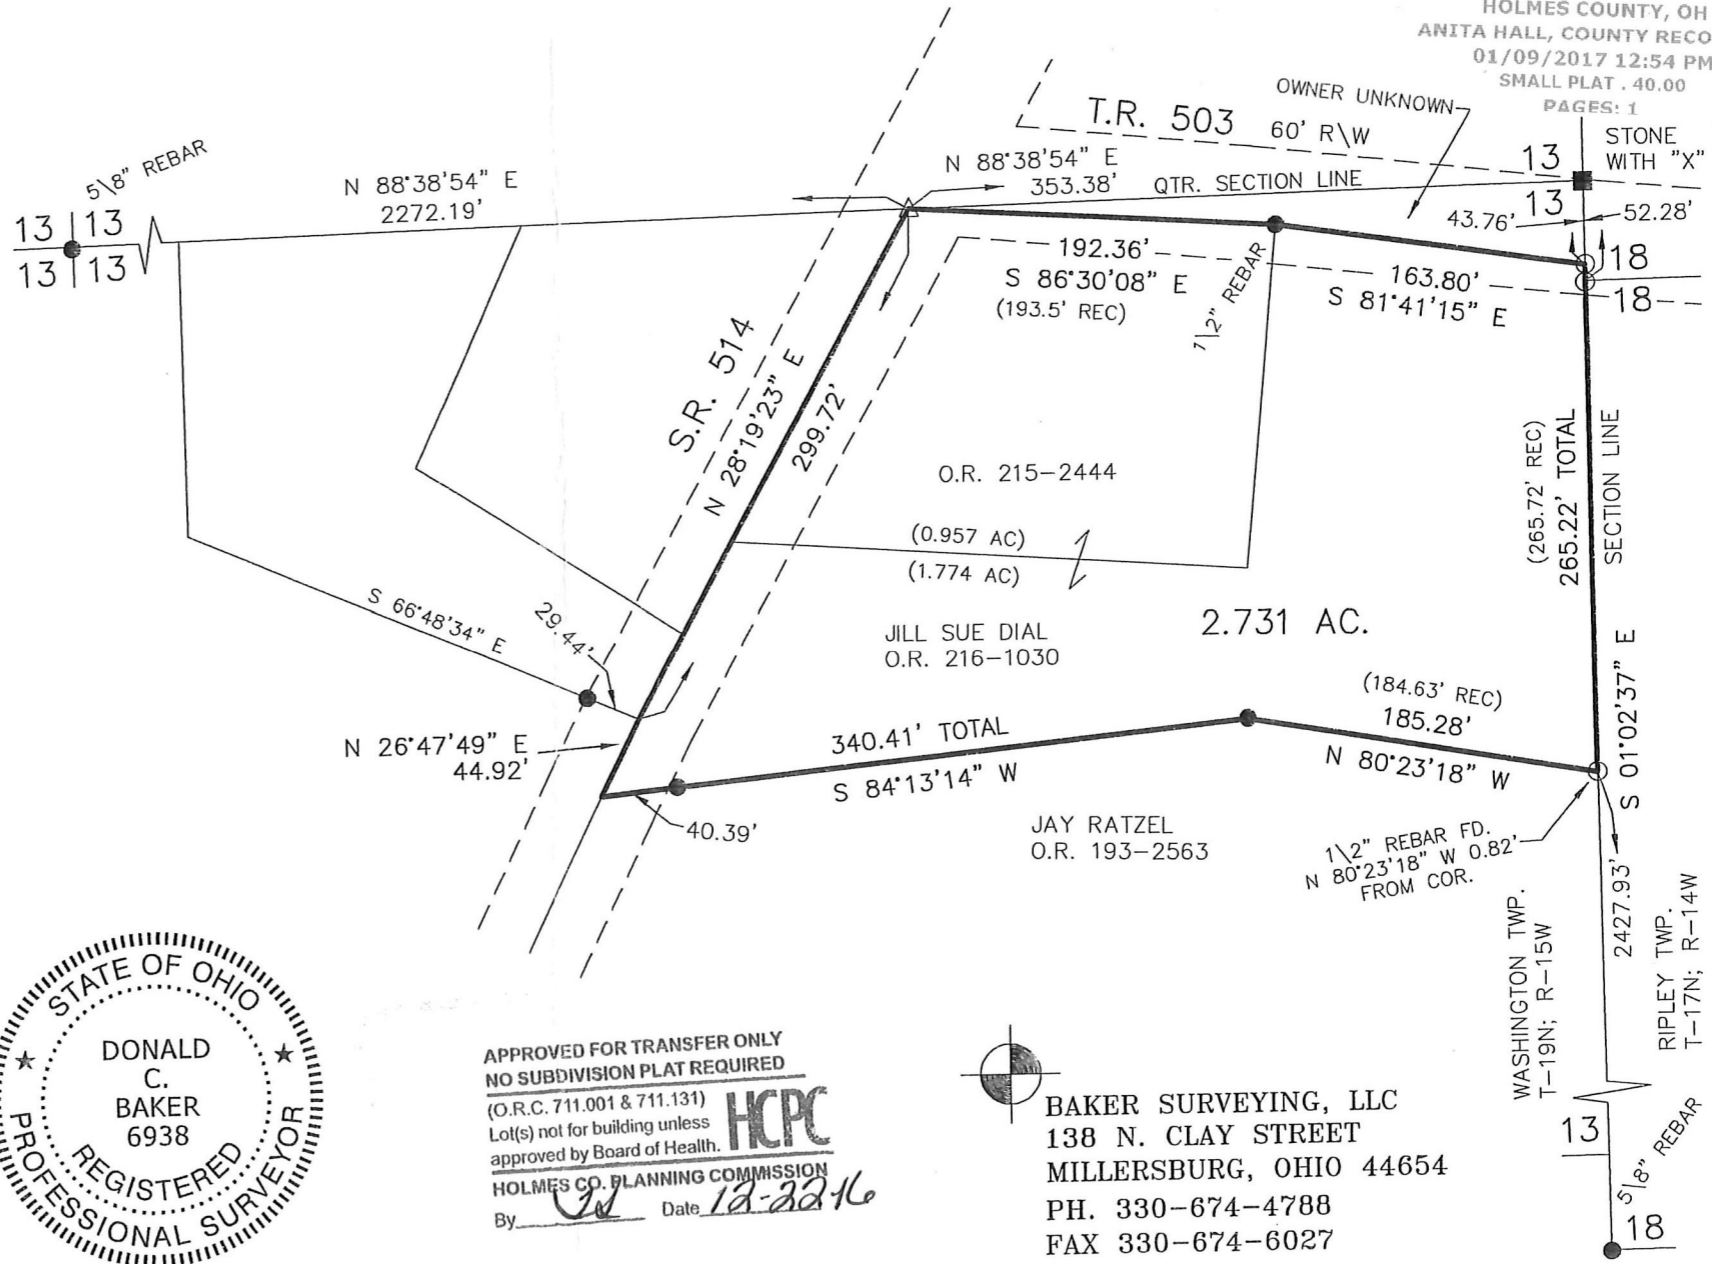 HOLMES COUNTY, OH
ANITA HALL, COUNTY RECO
01/09/2017 12:54 PM
SMALL PLAT . 40.00
PAGES: 1
OWNER UNKNOWN
T.R. 503 60' R\W
STONE
WITH "X"
13
13
5\8" REBAR
N 88°38'54" E
2272.19'
N 88°38'54" E
353.38'
QTR. SECTION LINE
13 13
13 13
43.76'
52.28'
18
18
192.36'
S 86°30'08" E
(193.5' REC)
1\2" REBAR
163.80'
S 81°41'15" E
S.R. 514
N 28°19'23" E
299.72'
O.R. 215-2444
(0.957 AC)
(1.774 AC)
(265.72' REC)
265.22' TOTAL
SECTION LINE
S 01°02'37" E
S 66°48'34" E
29.44'
JILL SUE DIAL
O.R. 216-1030
2.731 AC.
(184.63' REC)
185.28'
N 80°23'18" W
N 26°47'49" E
44.92'
340.41' TOTAL
S 84°13'14" W
40.39'
JAY RATZEL
O.R. 193-2563
1\2" REBAR FD.
N 80°23'18" W 0.82'
FROM COR.
2427.93'
WASHINGTON TWP.
T-19N; R-15W
RIPLEY TWP.
T-17N; R-14W
13
5\8" REBAR
18
STATE OF OHIO
DONALD
C.
BAKER
6938
REGISTERED
PROFESSIONAL SURVEYOR
APPROVED FOR TRANSFER ONLY
NO SUBDIVISION PLAT REQUIRED
(O.R.C. 711.001 & 711.131)
Lot(s) not for building unless
approved by Board of Health.
HCPC
HOLMES CO. PLANNING COMMISSION
By Date 12-22-16
BAKER SURVEYING, LLC
138 N. CLAY STREET
MILLERSBURG, OHIO 44654
PH. 330-674-4788
FAX 330-674-6027